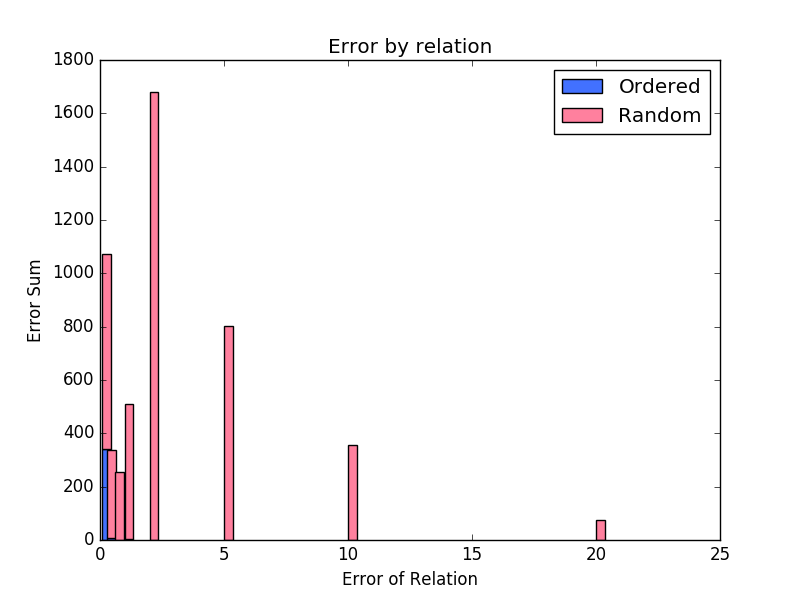 Error by relation
Ordered
Random
Error Sum
1800
1600
1400
1200
1000
800
600
400
200
0
0 5 10 15 20 25
Error of Relation